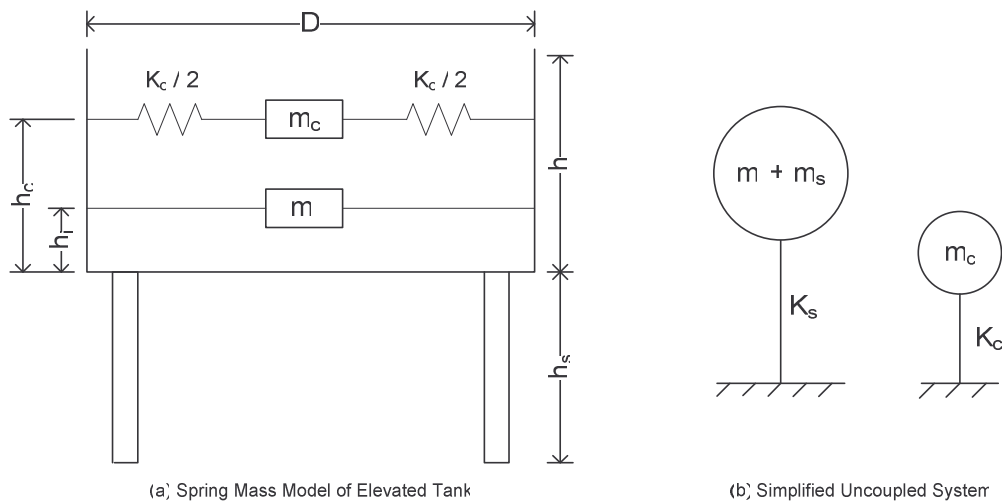 D
Kc / 2
Kc / 2
mc
h
hc
m
hi
hs
m + ms
mc
Ks
Kc
(a) Spring Mass Model of Elevated Tank
(b) Simplified Uncoupled System